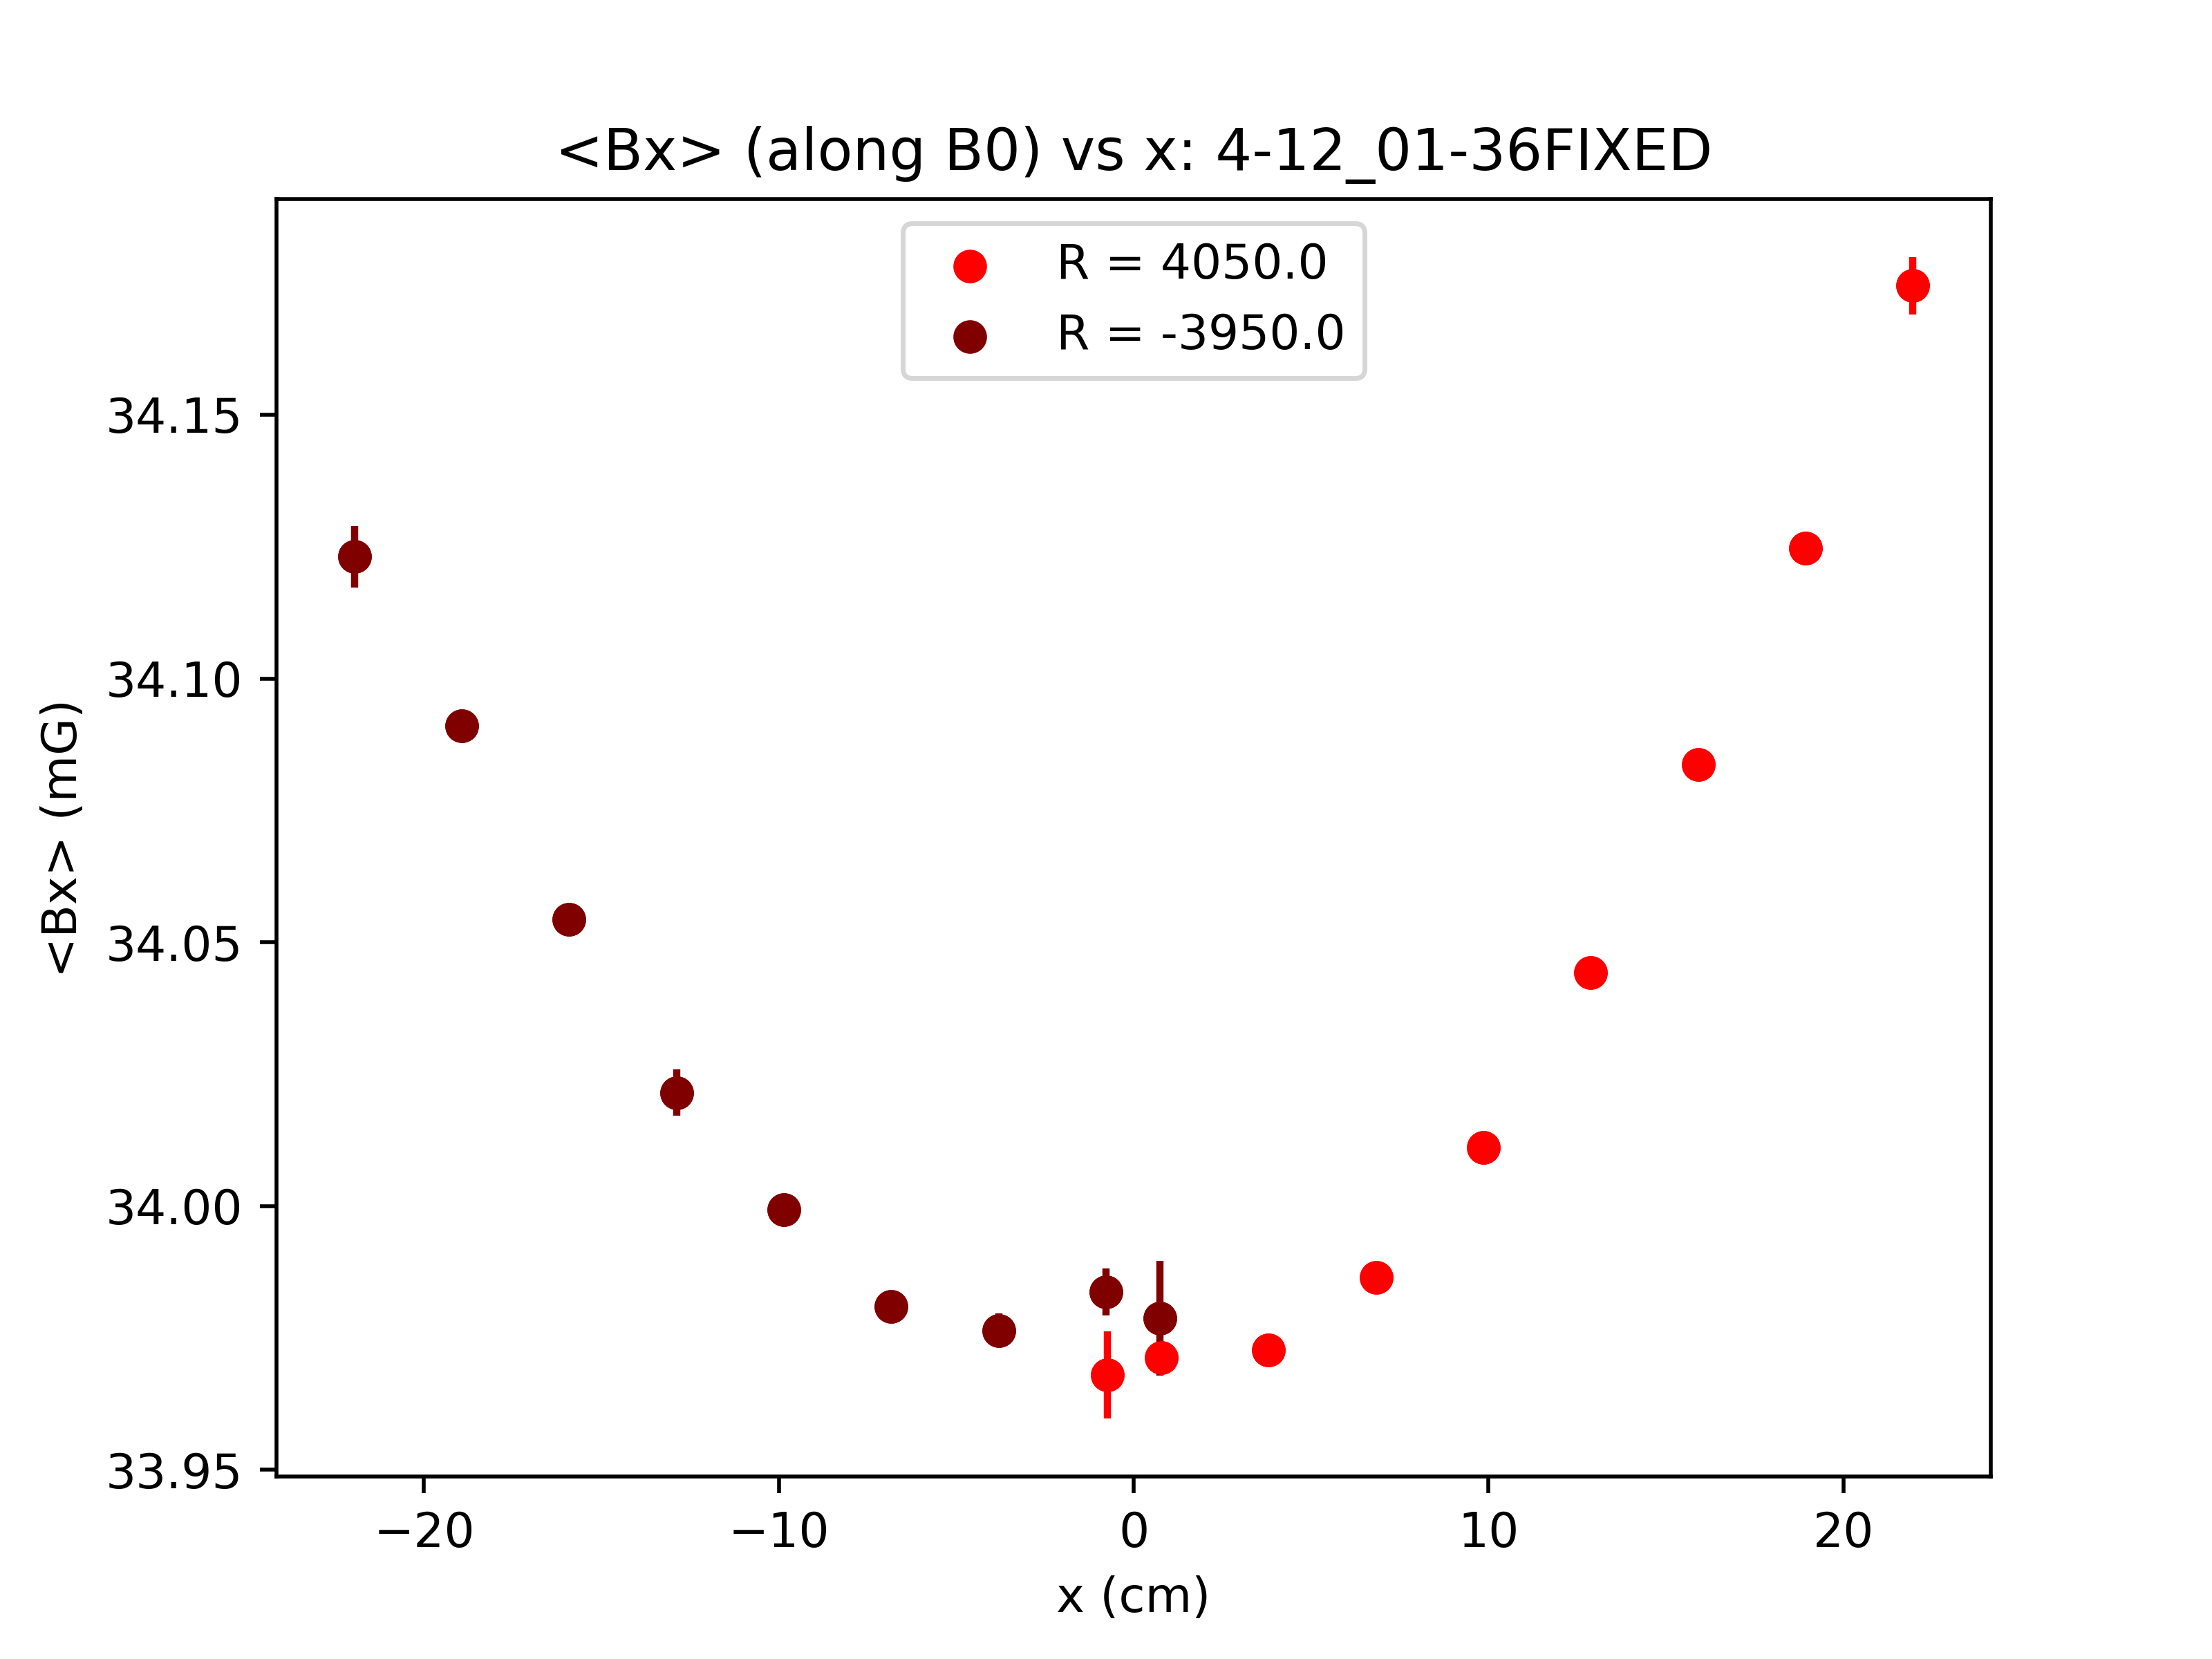 <Bx> (along B0) vs x: 4-12_01-36FIXED
R = 4050.0
R = -3950.0
34.15
34.10
34.05
34.00
33.95
<Bx> (mG)
−20
−10
0
10
20
x (cm)